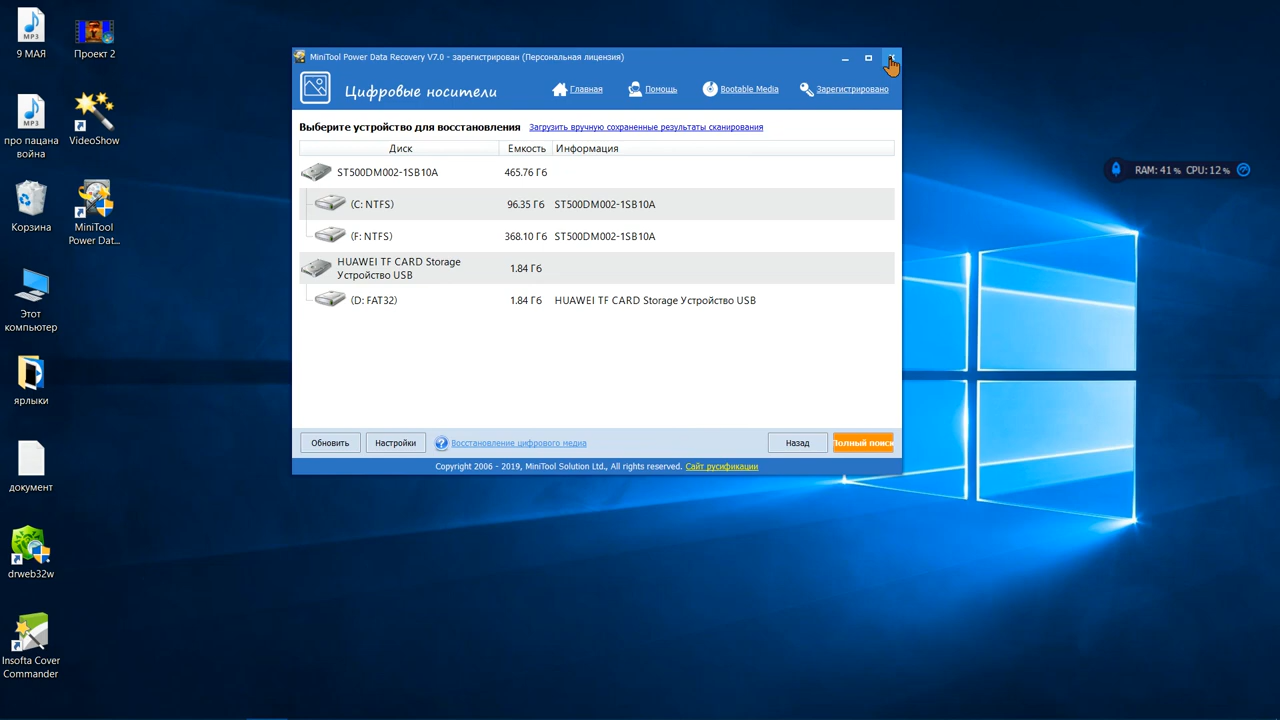 9 МАЯ
Проект 2
про пацана
война
VideoShow
Корзина
MiniTool
Power Dat...
Этот
компьютер
ярлыки
документ
drweb32w
Insofta Cover
Commander
MiniTool Power Data Recovery V7.0 - зарегистрирован (Персональная лицензия)
Цифровые носители
Главная
Помощь
Bootable Media
Зарегистрировано
Выберите устройство для восстановления
Загрузить вручную сохраненные результаты сканирования
Диск Емкость Информация
ST500DM002-1SB10A 465.76 Гб
(C: NTFS) 96.35 Гб ST500DM002-1SB10A
(F: NTFS) 368.10 Гб ST500DM002-1SB10A
HUAWEI TF CARD Storage
Устройство USB 1.84 Гб
(D: FAT32) 1.84 Гб HUAWEI TF CARD Storage Устройство USB
Обновить
Настройки
Восстановление цифрового медиа
Назад
Полный поиск
Copyright 2006 - 2019, MiniTool Solution Ltd., All rights reserved. Сайт русификации
RAM: 41 % CPU: 12 %
MP3
MP3